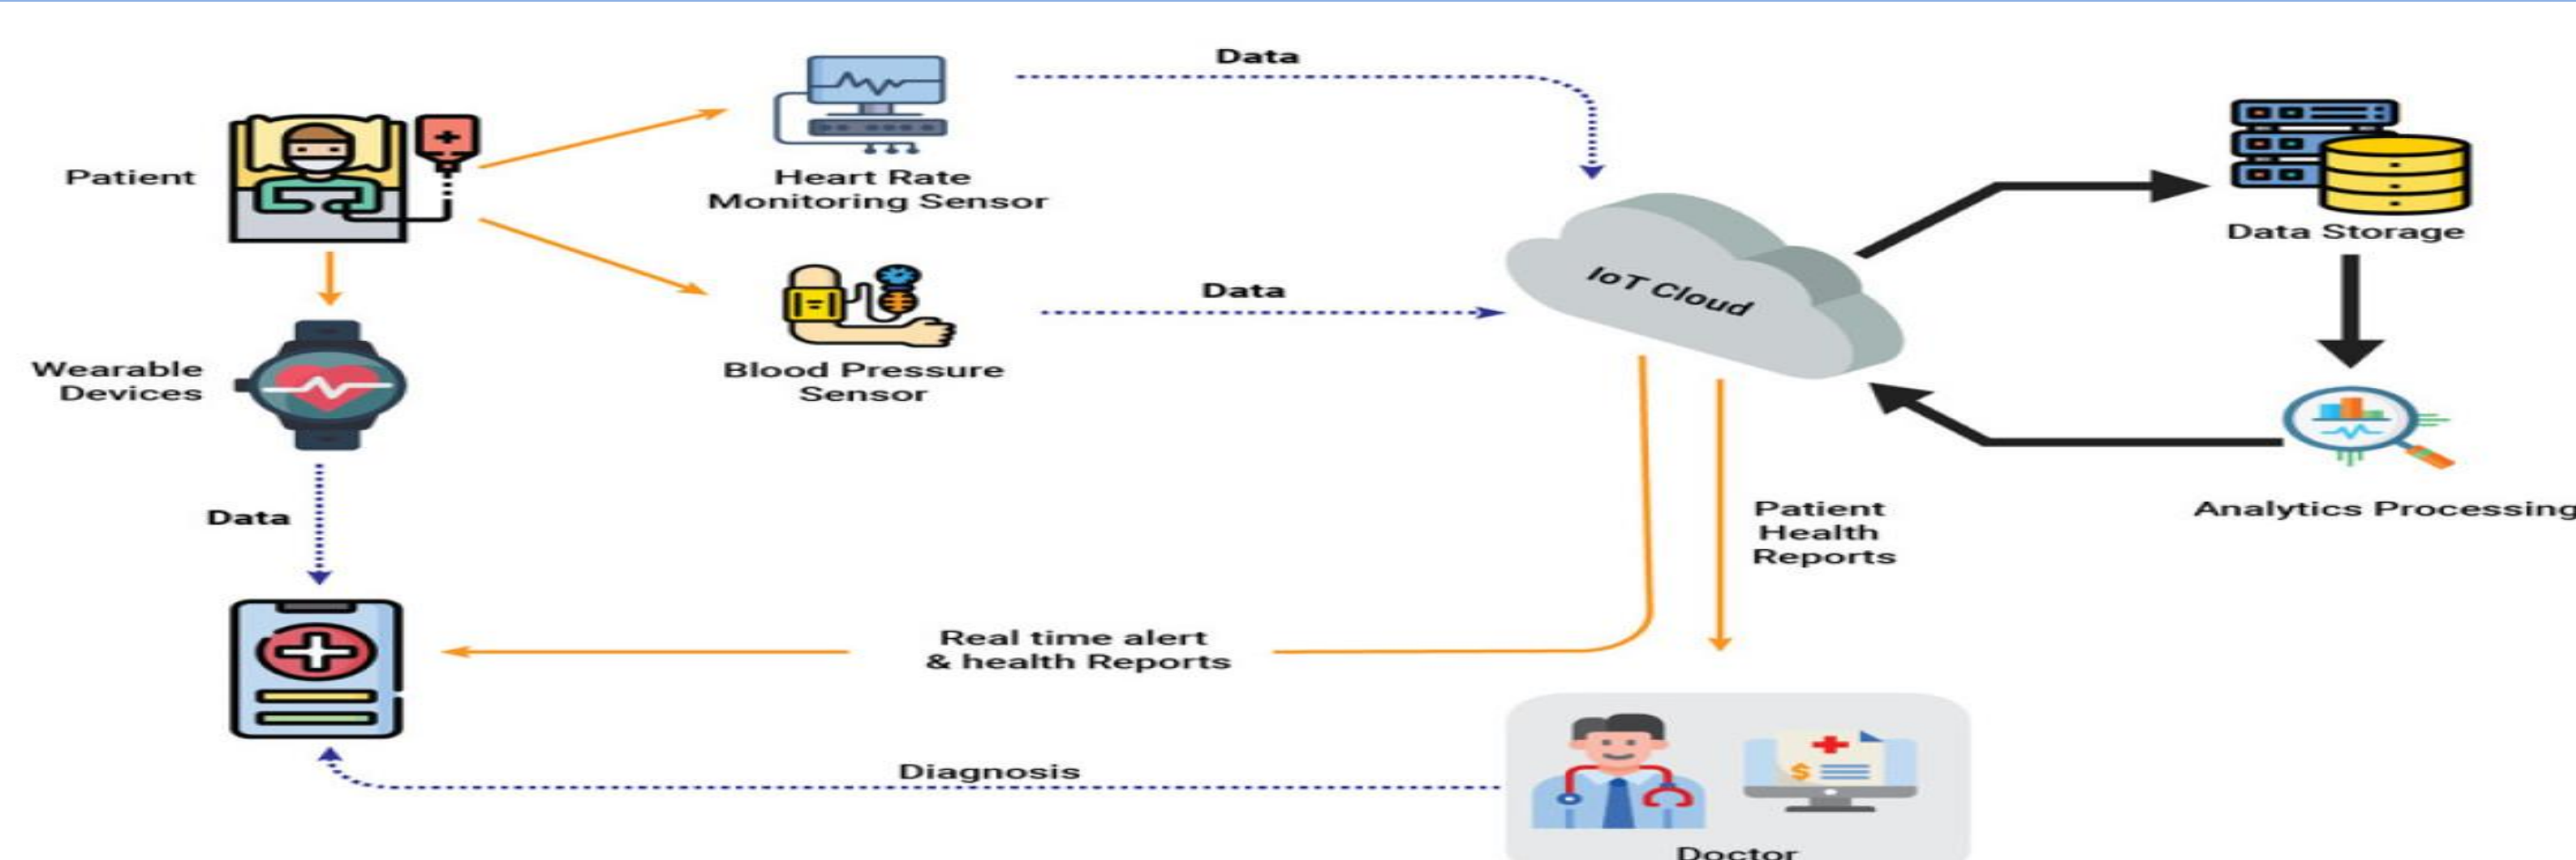 Data
Patient
Heart Rate
Monitoring Sensor
Data Storage
IoT Cloud
Data
Wearable
Devices
Blood Pressure
Sensor
Analytics Processing
Data
Patient
Health
Reports
Real time alert
& health Reports
Diagnosis
Doctor